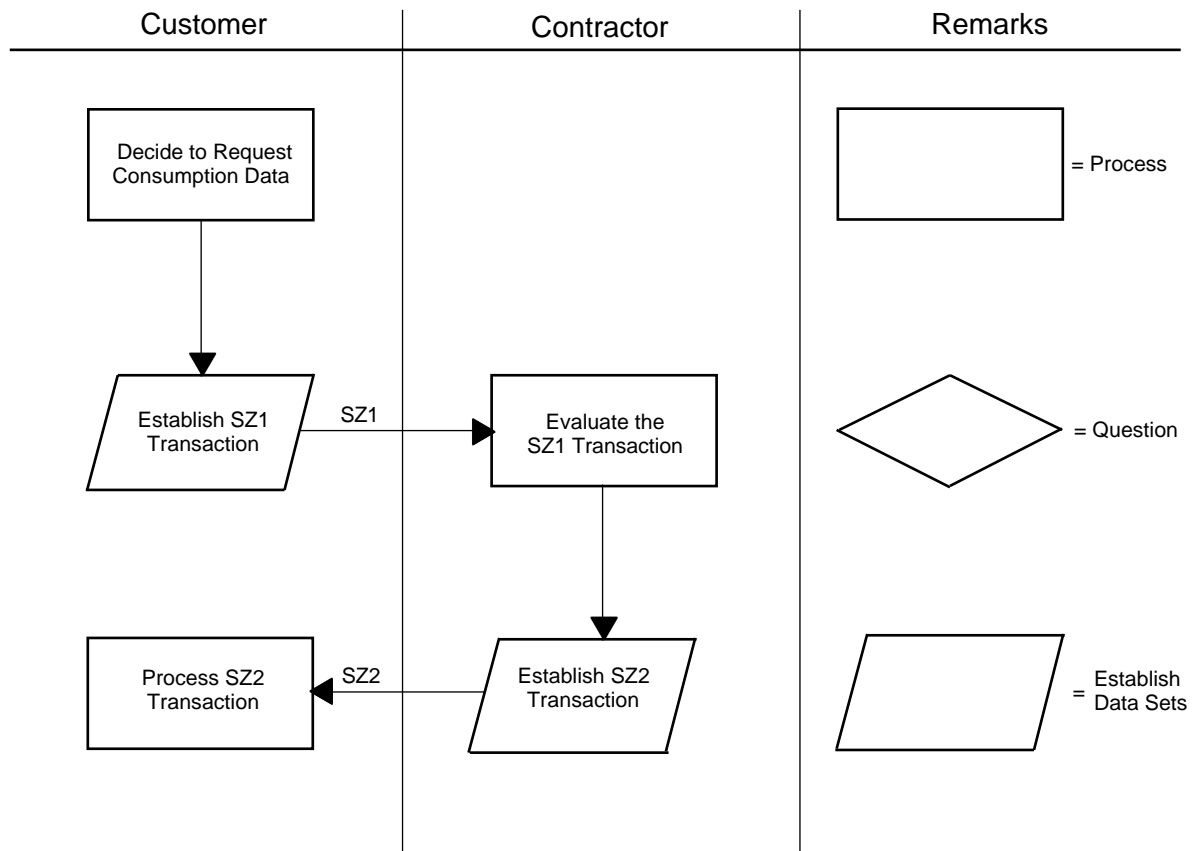 Customer
Contractor
Remarks
Decide to Request
Consumption Data
= Process
Establish SZ1
Transaction
SZ1
Evaluate the
SZ1 Transaction
= Question
Process SZ2
Transaction
SZ2
Establish SZ2
Transaction
= Establish
Data Sets